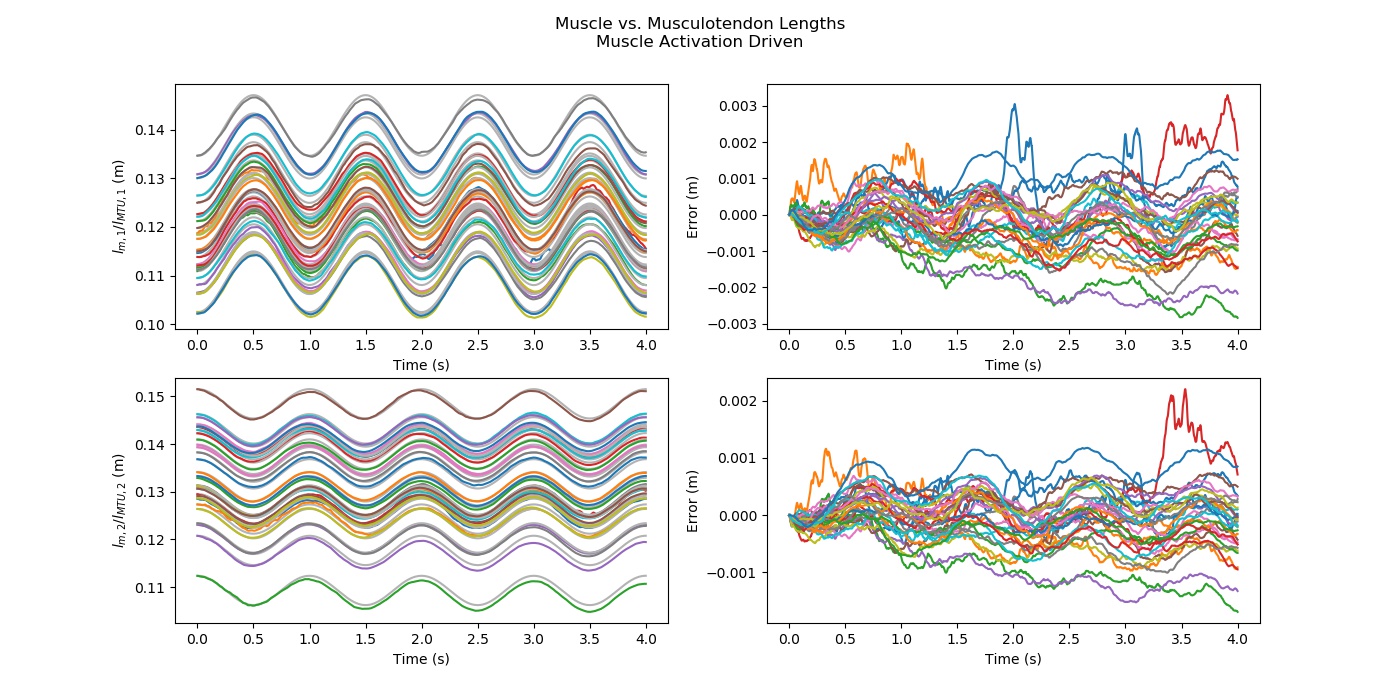 Muscle vs. Musculotendon Lengths
Muscle Activation Driven
l_{m,1}/l_{MTU,1} (m)
0.14
0.13
0.12
0.11
0.10
0.0 0.5 1.0 1.5 2.0 2.5 3.0 3.5 4.0
Time (s)
Error (m)
0.003
0.002
0.001
0.000
−0.001
−0.002
−0.003
0.0 0.5 1.0 1.5 2.0 2.5 3.0 3.5 4.0
Time (s)
l_{m,2}/l_{MTU,2} (m)
0.15
0.14
0.13
0.12
0.11
0.0 0.5 1.0 1.5 2.0 2.5 3.0 3.5 4.0
Time (s)
Error (m)
0.002
0.001
0.000
−0.001
0.0 0.5 1.0 1.5 2.0 2.5 3.0 3.5 4.0
Time (s)